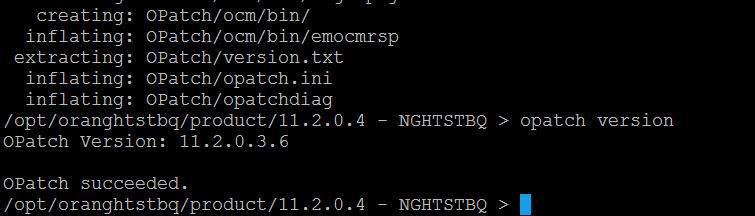 creating: OPatch/ocm/bin/
inflating: OPatch/ocm/bin/emocmrsp
extracting: OPatch/version.txt
inflating: OPatch/opatch.ini
inflating: OPatch/opatchdiag
/opt/oranghtstbq/product/11.2.0.4 - NGHTSTBQ > opatch version
OPatch Version: 11.2.0.3.6
OPatch succeeded.
/opt/oranghtstbq/product/11.2.0.4 - NGHTSTBQ >